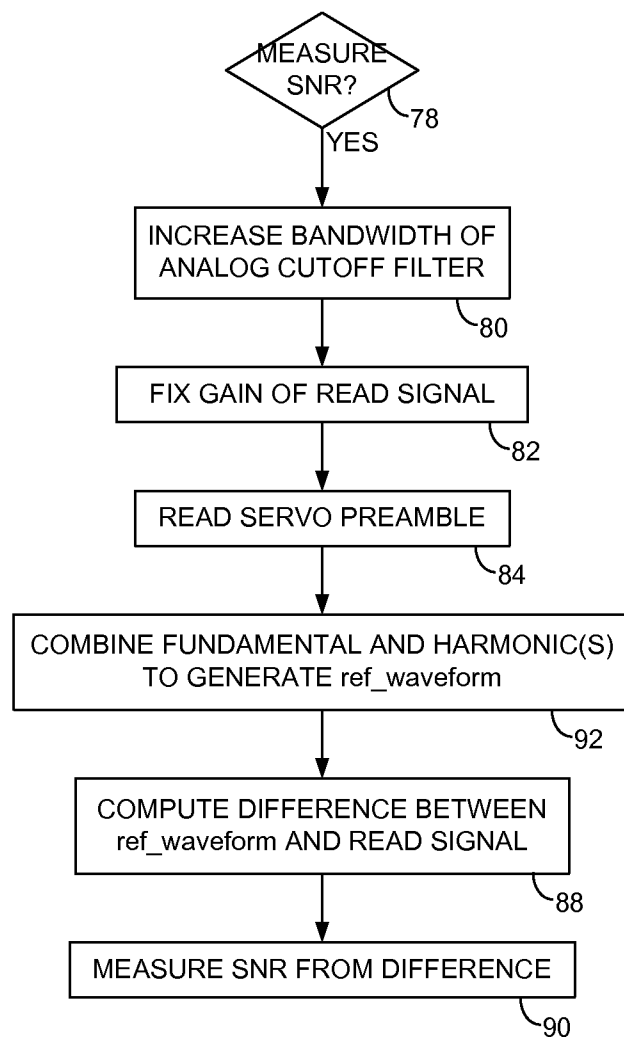 MEASURE
SNR?
78
YES
INCREASE BANDWIDTH OF
ANALOG CUTOFF FILTER
80
FIX GAIN OF READ SIGNAL
82
READ SERVO PREAMBLE
84
COMBINE FUNDAMENTAL AND HARMONIC(S)
TO GENERATE ref_waveform
92
COMPUTE DIFFERENCE BETWEEN
ref_waveform AND READ SIGNAL
88
MEASURE SNR FROM DIFFERENCE
90